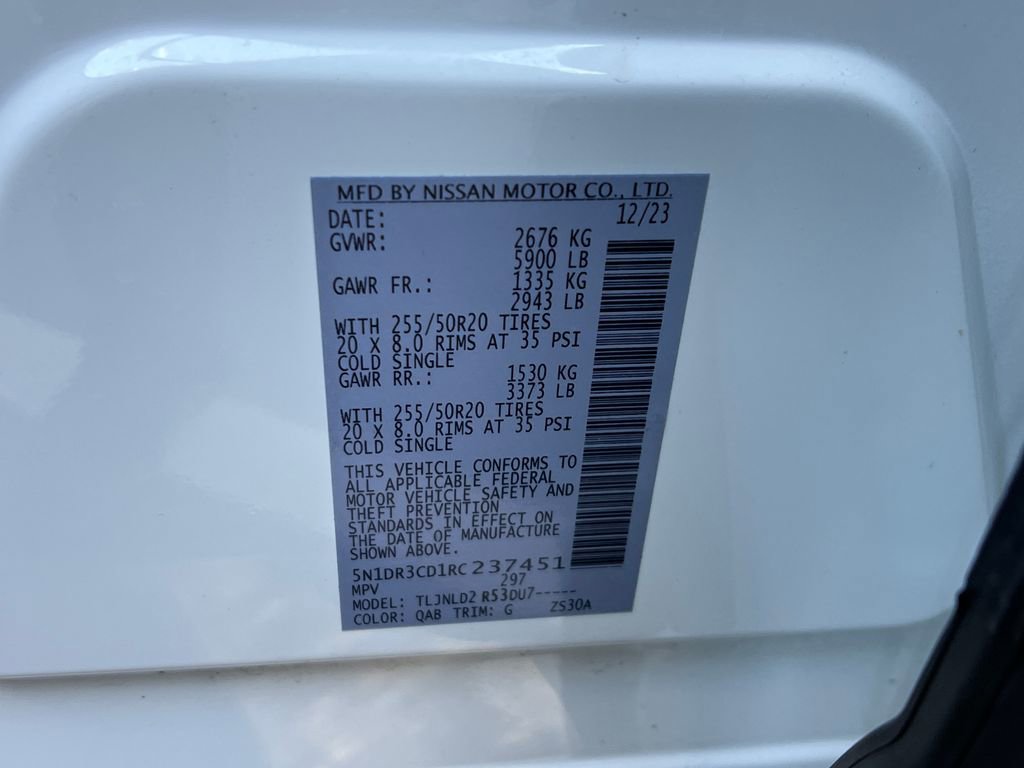 MFD BY NISSAN MOTOR CO., LTD.
DATE: 12/23
GVWR: 2676 KG
5900 LB
GAWR FR.: 1335 KG
2943 LB
WITH 255/50R20 TIRES
20 X 8.0 RIMS AT 35 PSI
COLD SINGLE
GAWR RR.: 1530 KG
3373 LB
WITH 255/50R20 TIRES
20 X 8.0 RIMS AT 35 PSI
COLD SINGLE
THIS VEHICLE CONFORMS TO
ALL APPLICABLE FEDERAL
MOTOR VEHICLE SAFETY AND
THEFT PREVENTION
STANDARDS IN EFFECT ON
THE DATE OF MANUFACTURE
SHOWN ABOVE.
5N1DR3CD1RC237451
MPV 297
MODEL: TLJNLD2 R53DU7-----
COLOR: QAB TRIM: G ZS30A